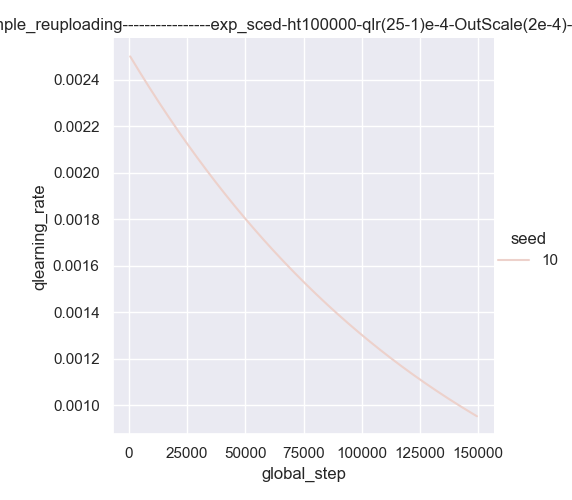 mple_reuploading----------------exp_sced-ht100000-qlr(25-1)e-4-OutScale(2e-4)-
0.0024
0.0022
0.0020
0.0018
0.0016
0.0014
0.0012
0.0010
qlearning_rate
0 25000 50000 75000 100000 125000 150000
global_step
seed
10